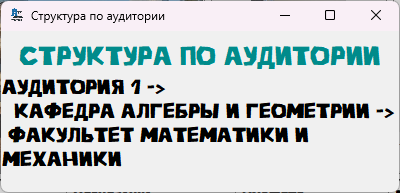 Структура по аудитории
СТРУКТУРА ПО АУДИТОРИИ
АУДИТОРИЯ 1 ->
КАФЕДРА АЛГЕБРЫ И ГЕОМЕТРИИ ->
ФАКУЛЬТЕТ МАТЕМАТИКИ И
МЕХАНИКИ